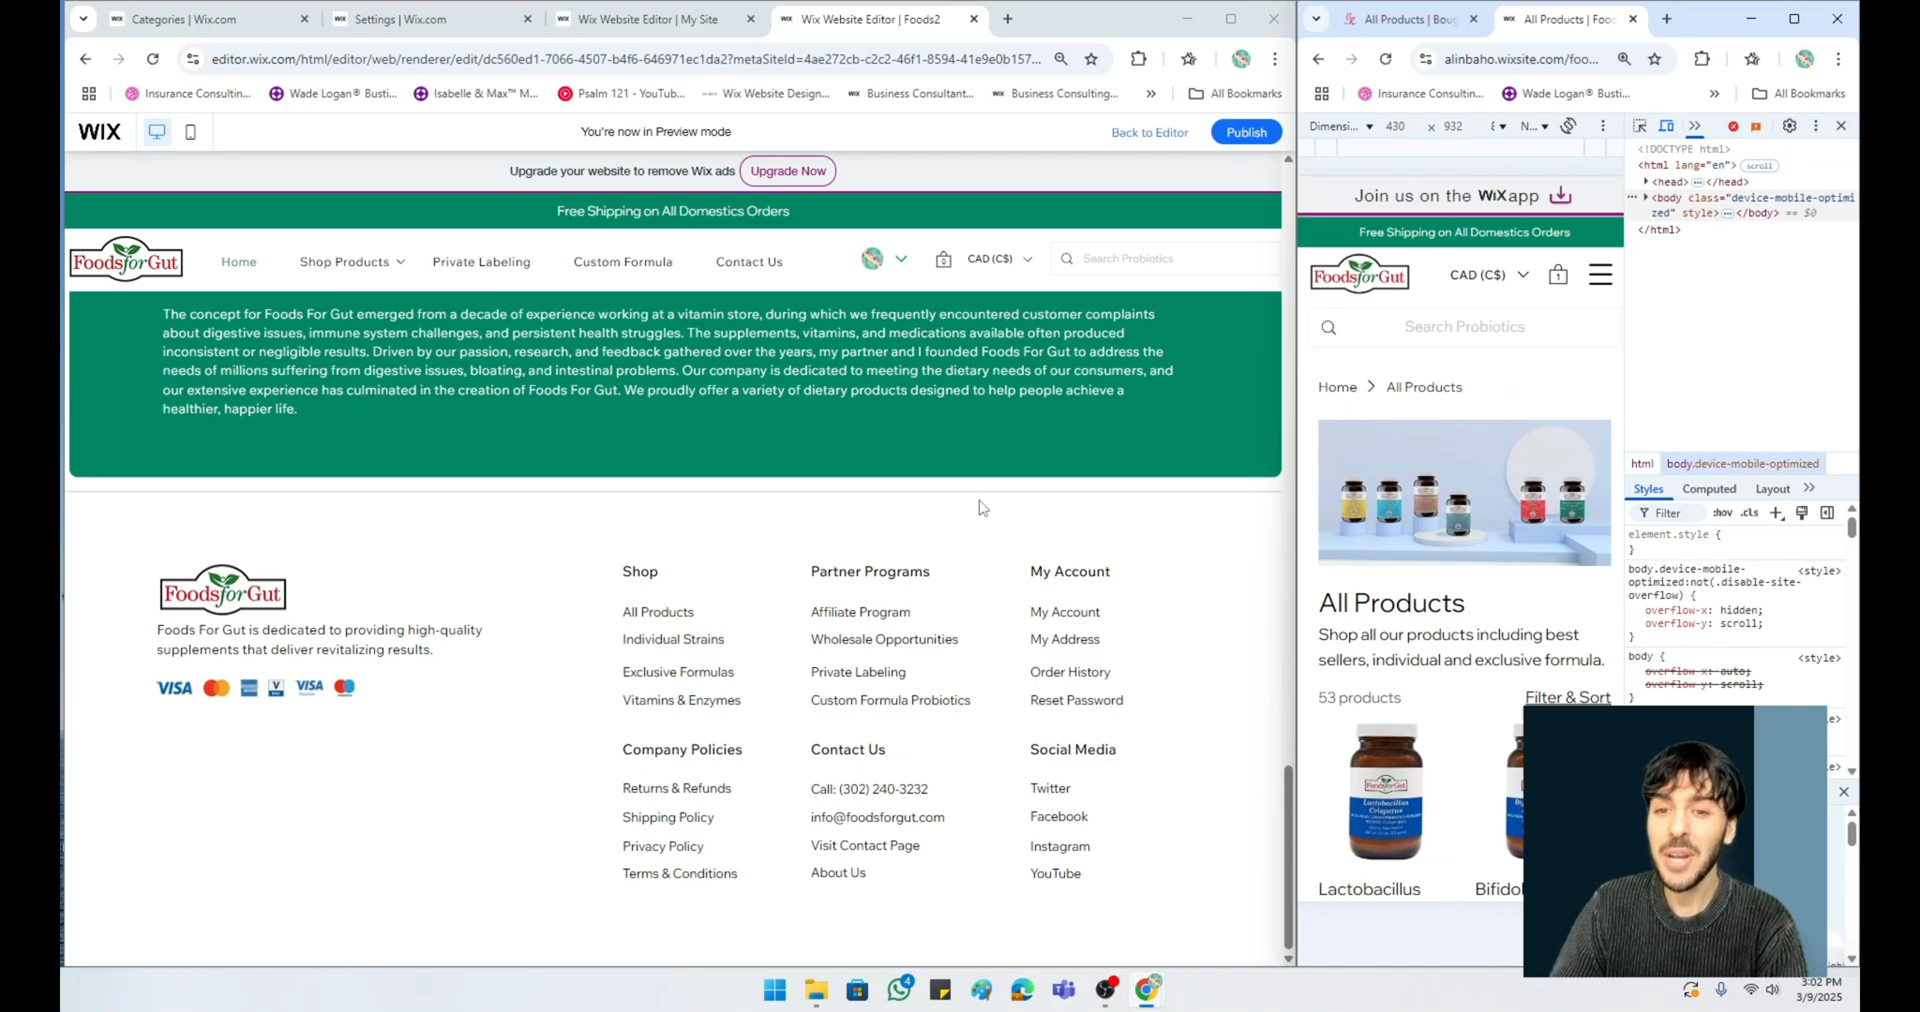 Categories | Wix.com
Settings | Wix.com
Wix Website Editor | My Site
Wix Website Editor | Foods2
editor.wix.com/html/editor/web/renderer/edit/dc560ed1-7066-4507-b4f6-646971ec1da2?metaSiteId=4ae272cb-c2c2-46f1-8594-41e9e0b157...
Insurance Consultin...
Wade Logan® Busti...
Isabelle & Max™ M...
Psalm 121 - YouTub...
Wix Website Design...
Business Consultant...
Business Consulting...
All Bookmarks
WIX
You're now in Preview mode
Back to Editor
Publish
Upgrade your website to remove Wix ads
Upgrade Now
Free Shipping on All Domestics Orders
FoodsforGut
Home
Shop Products
Private Labeling
Custom Formula
Contact Us
0
CAD (C$)
Search Probiotics
The concept for Foods For Gut emerged from a decade of experience working at a vitamin store, during which we frequently encountered customer complaints
about digestive issues, immune system challenges, and persistent health struggles. The supplements, vitamins, and medications available often produced
inconsistent or negligible results. Driven by our passion, research, and feedback gathered over the years, my partner and I founded Foods For Gut to address the
needs of millions suffering from digestive issues, bloating, and intestinal problems. Our company is dedicated to meeting the dietary needs of our consumers, and
our extensive experience has culminated in the creation of Foods For Gut. We proudly offer a variety of dietary products designed to help people achieve a
healthier, happier life.
FoodsforGut
Foods For Gut is dedicated to providing high-quality
supplements that deliver revitalizing results.
VISA
VISA
Shop
All Products
Individual Strains
Exclusive Formulas
Vitamins & Enzymes
Partner Programs
Affiliate Program
Wholesale Opportunities
Private Labeling
Custom Formula Probiotics
My Account
My Account
My Address
Order History
Reset Password
Company Policies
Returns & Refunds
Shipping Policy
Privacy Policy
Terms & Conditions
Contact Us
Call: (302) 240-3232
info@foodsforgut.com
Visit Contact Page
About Us
Social Media
Twitter
Facebook
Instagram
YouTube
All Products | Boug
All Products | Foo
alinbaho.wixsite.com/foo...
Insurance Consultin...
Wade Logan® Busti...
All Bookmarks
Dimensi...
430
x
932
N...
Join us on the WiX app
Free Shipping on All Domestics Orders
FoodsforGut
CAD (C$)
1
Search Probiotics
Home > All Products
All Products
Shop all our products including best
sellers, individual and exclusive formula.
53 products
Filter & Sort
FoodsforGut
Lactobacillus
Crispatus
Lactobacillus
Bifido
<!DOCTYPE html>
<html lang="en"> scroll
<head> </head>
<body class="device-mobile-optimi
zed" style> </body> == $0
</html>
html
body.device-mobile-optimized
Styles
Computed
Layout
Filter
:hov
.cls
element.style {
}
body.device-mobile-
optimized:not(.disable-site-
overflow) {
<style>
overflow-x: hidden;
overflow-y: scroll;
}
body {
<style>
overflow-x: auto;
overflow-y: scroll;
}
4
3:02 PM
3/9/2025